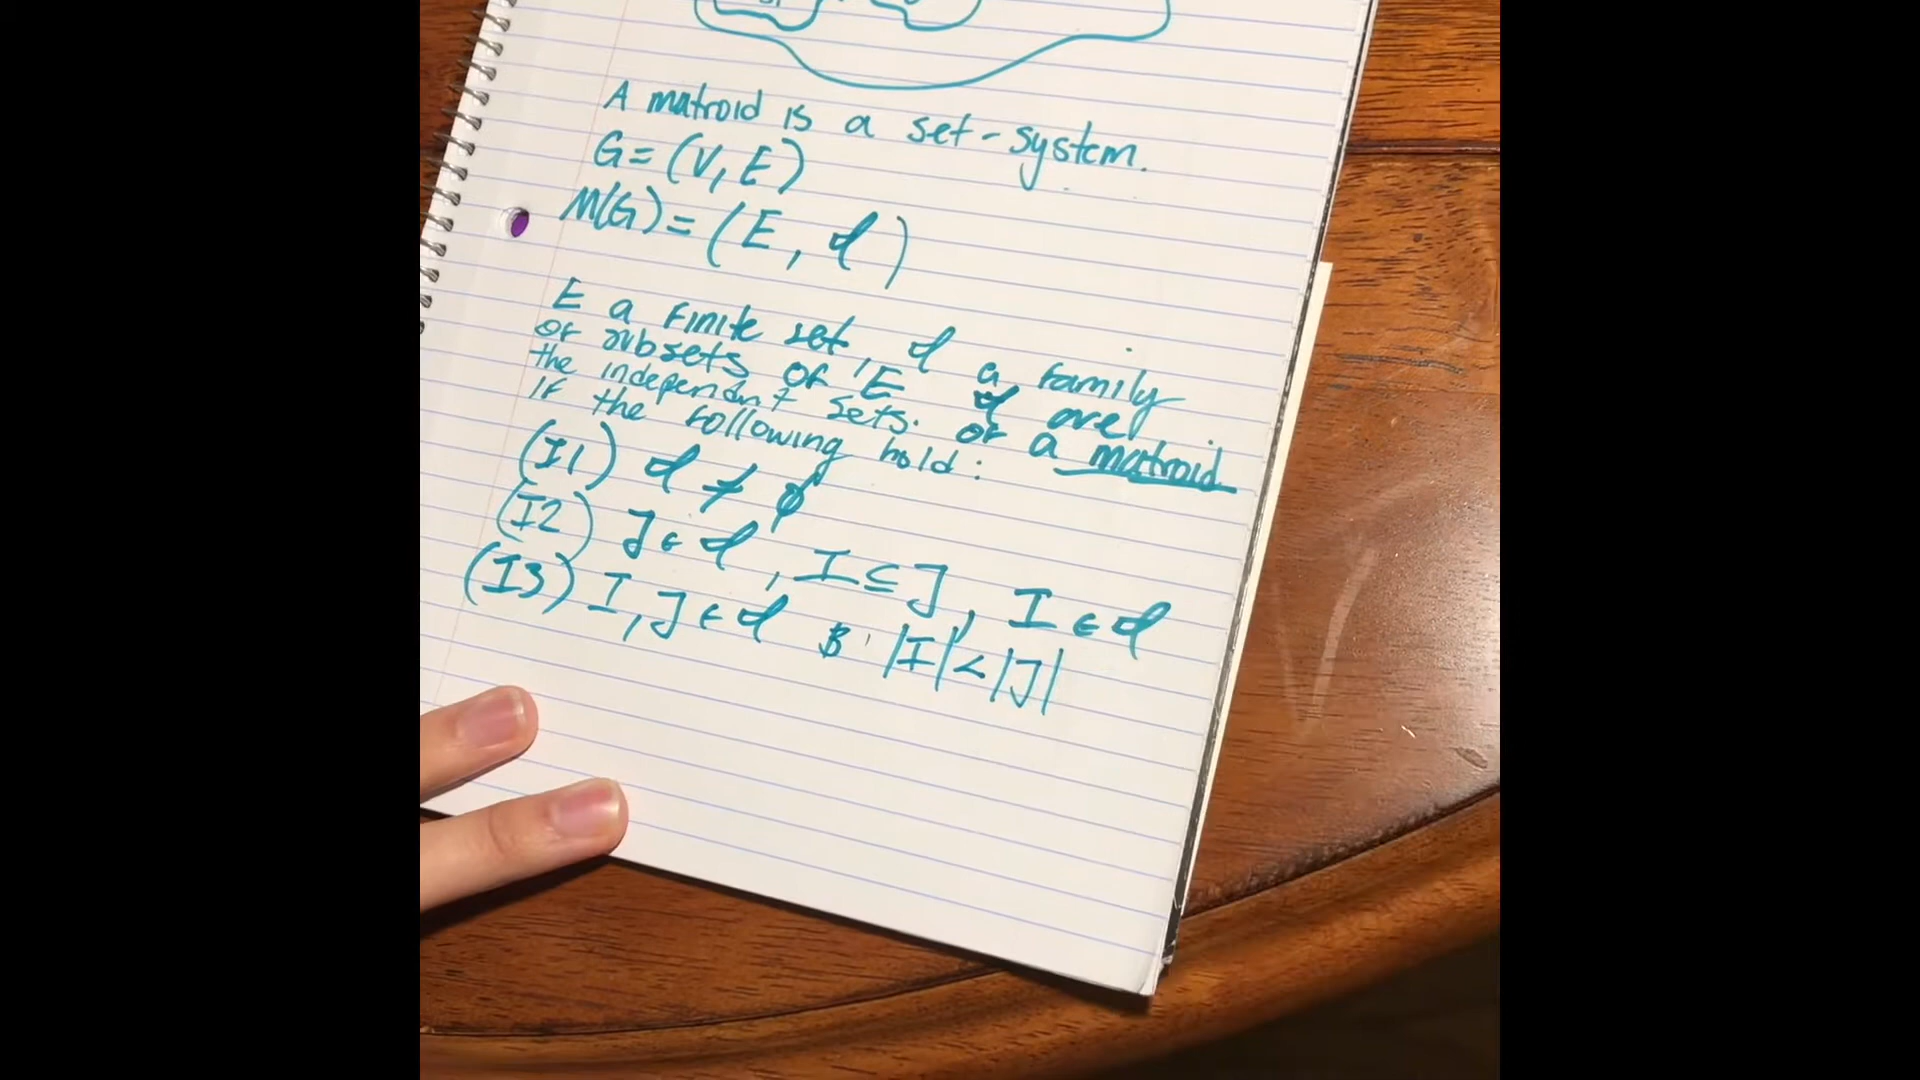 A matroid is a set-system.
G = (V, E)
M(G) = (E, ℐ)
E a finite set, ℐ a family
of subsets of E ℐ are
the independent sets. of a matroid
if the following hold:
(I1) ℐ ≠ ∅
(I2) J ∈ ℐ, I ⊆ J, I ∈ ℐ
(I3) I, J ∈ ℐ & |I| < |J|